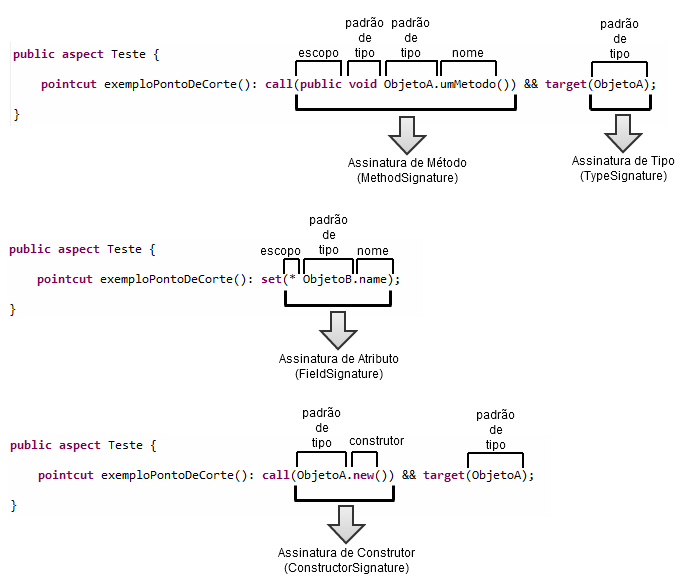 padrão padrão padrão
de de de
escopo tipo tipo nome tipo
public aspect Teste {
pointcut exemploPontoDeCorte(): call(public void ObjetoA.umMetodo()) && target(ObjetoA);
}
Assinatura de Método Assinatura de Tipo
(MethodSignature) (TypeSignature)
padrão
de
escopo tipo nome
public aspect Teste {
pointcut exemploPontoDeCorte(): set(* ObjetoB.name);
}
Assinatura de Atributo
(FieldSignature)
padrão padrão
de de
tipo construtor tipo
public aspect Teste {
pointcut exemploPontoDeCorte(): call(ObjetoA.new()) && target(ObjetoA);
}
Assinatura de Construtor
(ConstructorSignature)